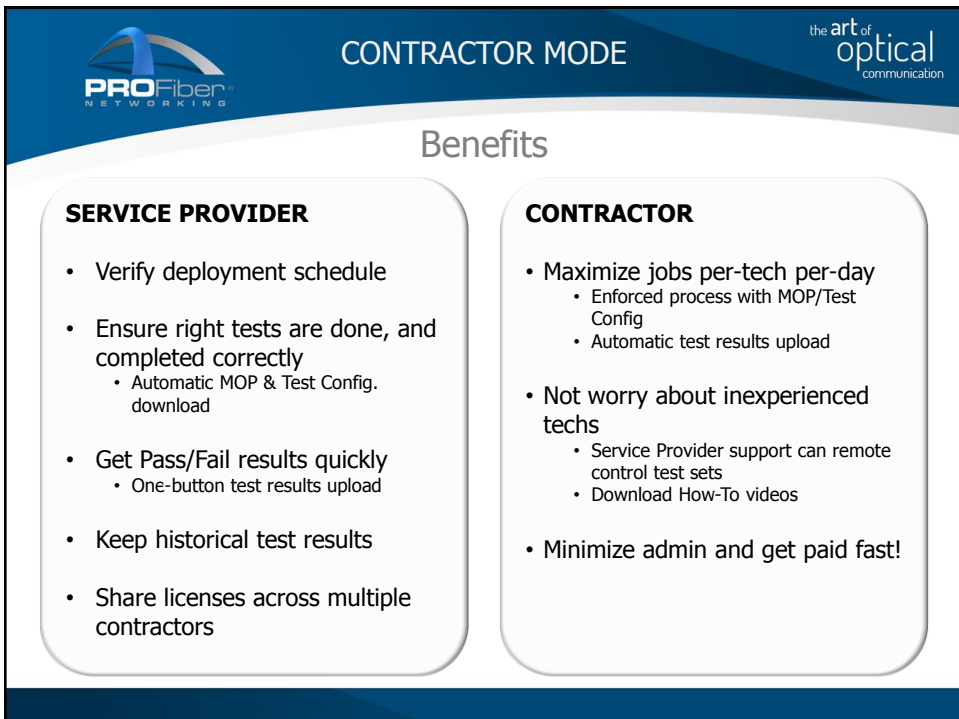 PROFiber®
NETWORKING
CONTRACTOR MODE
the art of
optical
communication
Benefits
SERVICE PROVIDER
• Verify deployment schedule
• Ensure right tests are done, and
completed correctly
• Automatic MOP & Test Config.
download
• Get Pass/Fail results quickly
• One-button test results upload
• Keep historical test results
• Share licenses across multiple
contractors
CONTRACTOR
• Maximize jobs per-tech per-day
• Enforced process with MOP/Test
Config
• Automatic test results upload
• Not worry about inexperienced
techs
• Service Provider support can remote
control test sets
• Download How-To videos
• Minimize admin and get paid fast!